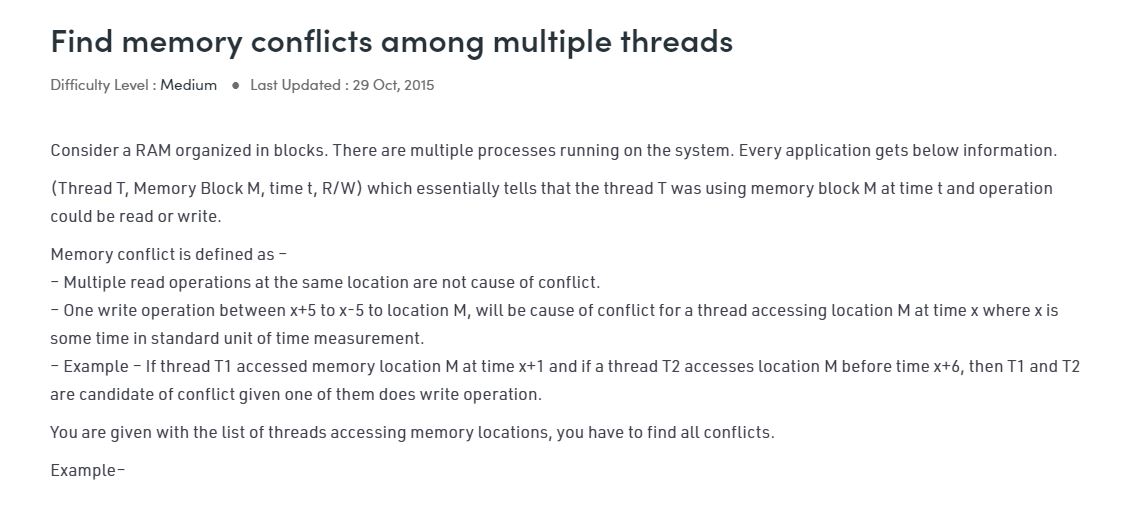 Find memory conflicts among multiple threads
Difficulty Level : Medium ● Last Updated : 29 Oct, 2015
Consider a RAM organized in blocks. There are multiple processes running on the system. Every application gets below information.
(Thread T, Memory Block M, time t, R/W) which essentially tells that the thread T was using memory block M at time t and operation
could be read or write.
Memory conflict is defined as –
– Multiple read operations at the same location are not cause of conflict.
– One write operation between x+5 to x-5 to location M, will be cause of conflict for a thread accessing location M at time x where x is
some time in standard unit of time measurement.
– Example – If thread T1 accessed memory location M at time x+1 and if a thread T2 accesses location M before time x+6, then T1 and T2
are candidate of conflict given one of them does write operation.
You are given with the list of threads accessing memory locations, you have to find all conflicts.
Example–